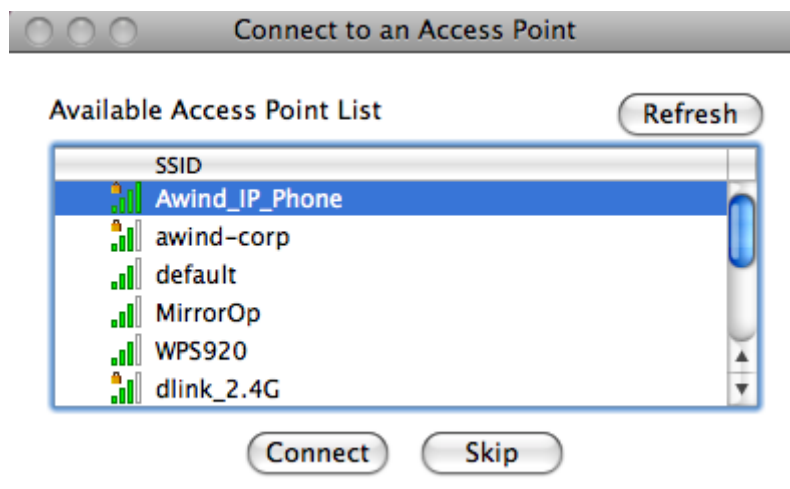 Connect to an Access Point
Available Access Point List
Refresh
SSID
Awind_IP_Phone
awind-corp
default
MirrorOp
WPS920
dlink_2.4G
Connect
Skip